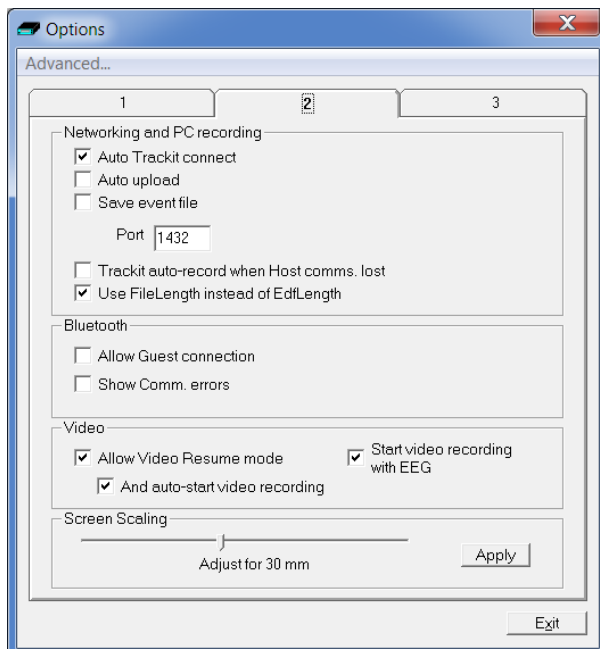 Options
Advanced...
1 2 3
Networking and PC recording
Auto Trackit connect
Auto upload
Save event file
Port 1432
Trackit auto-record when Host comms. lost
Use FileLength instead of EdfLength
Bluetooth
Allow Guest connection
Show Comm. errors
Video
Allow Video Resume mode
Start video recording
with EEG
And auto-start video recording
Screen Scaling
Adjust for 30 mm
Apply
Exit